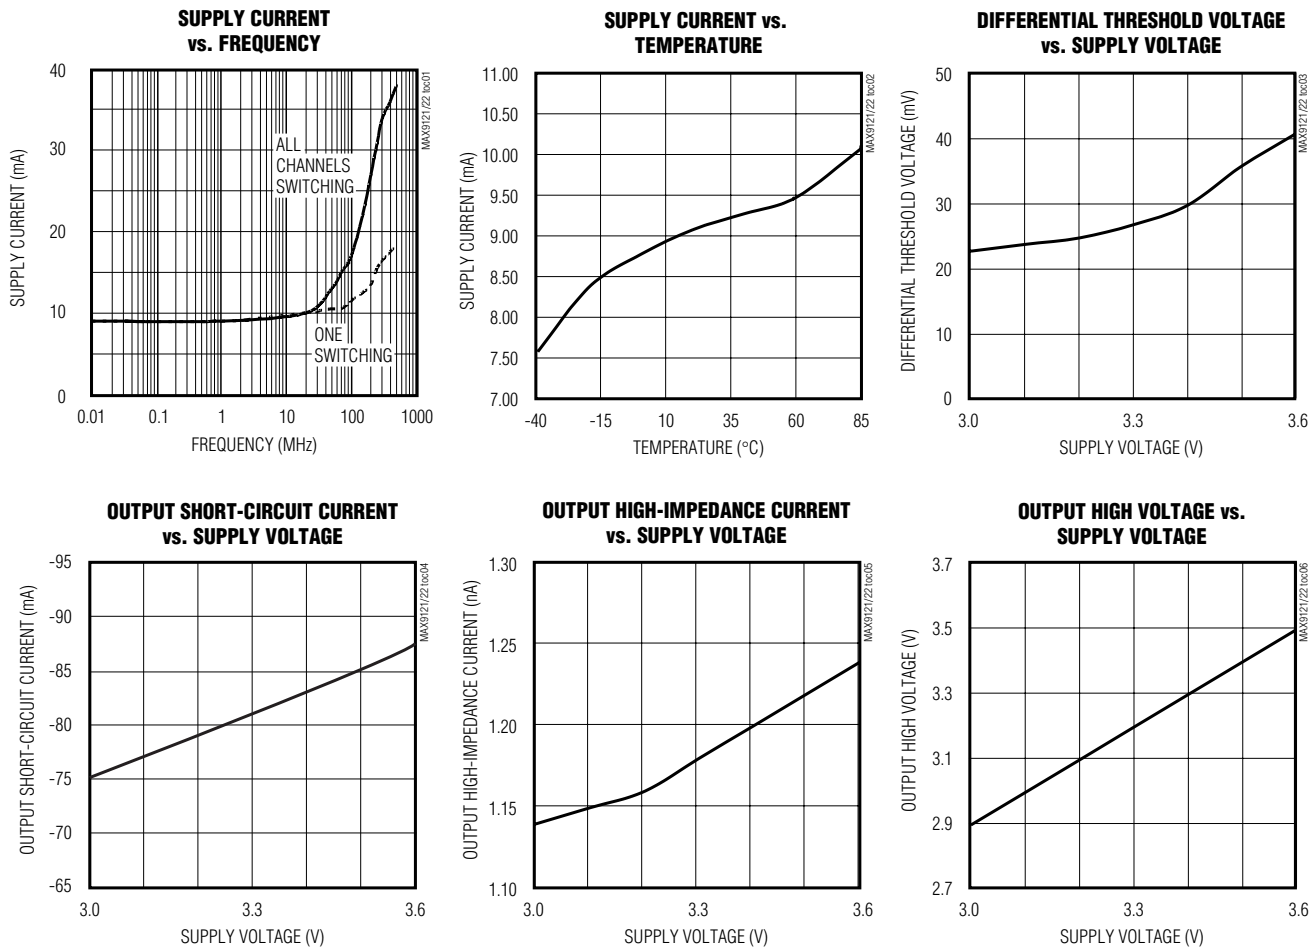 SUPPLY CURRENT
vs. FREQUENCY
40
30
20
10
0
SUPPLY CURRENT (mA)
ALL
CHANNELS
SWITCHING
ONE
SWITCHING
MAX9121/22 toc01
0.01
0.1
1
10
100
1000
FREQUENCY (MHz)
SUPPLY CURRENT vs.
TEMPERATURE
11.00
10.50
10.00
9.50
9.00
8.50
8.00
7.50
7.00
SUPPLY CURRENT (mA)
MAX9121/22 toc02
-40
-15
10
35
60
85
TEMPERATURE (°C)
DIFFERENTIAL THRESHOLD VOLTAGE
vs. SUPPLY VOLTAGE
50
40
30
20
10
0
DIFFERENTIAL THRESHOLD VOLTAGE (mV)
MAX9121/22 toc03
3.0
3.3
3.6
SUPPLY VOLTAGE (V)
OUTPUT SHORT-CIRCUIT CURRENT
vs. SUPPLY VOLTAGE
-95
-90
-85
-80
-75
-70
-65
OUTPUT SHORT-CIRCUIT CURRENT (mA)
MAX9121/22 toc04
3.0
3.3
3.6
SUPPLY VOLTAGE (V)
OUTPUT HIGH-IMPEDANCE CURRENT
vs. SUPPLY VOLTAGE
1.30
1.25
1.20
1.15
1.10
OUTPUT HIGH-IMPEDANCE CURRENT (nA)
MAX9121/22 toc05
3.0
3.3
3.6
SUPPLY VOLTAGE (V)
OUTPUT HIGH VOLTAGE vs.
SUPPLY VOLTAGE
3.7
3.5
3.3
3.1
2.9
2.7
OUTPUT HIGH VOLTAGE (V)
MAX9121/22 toc06
3.0
3.3
3.6
SUPPLY VOLTAGE (V)